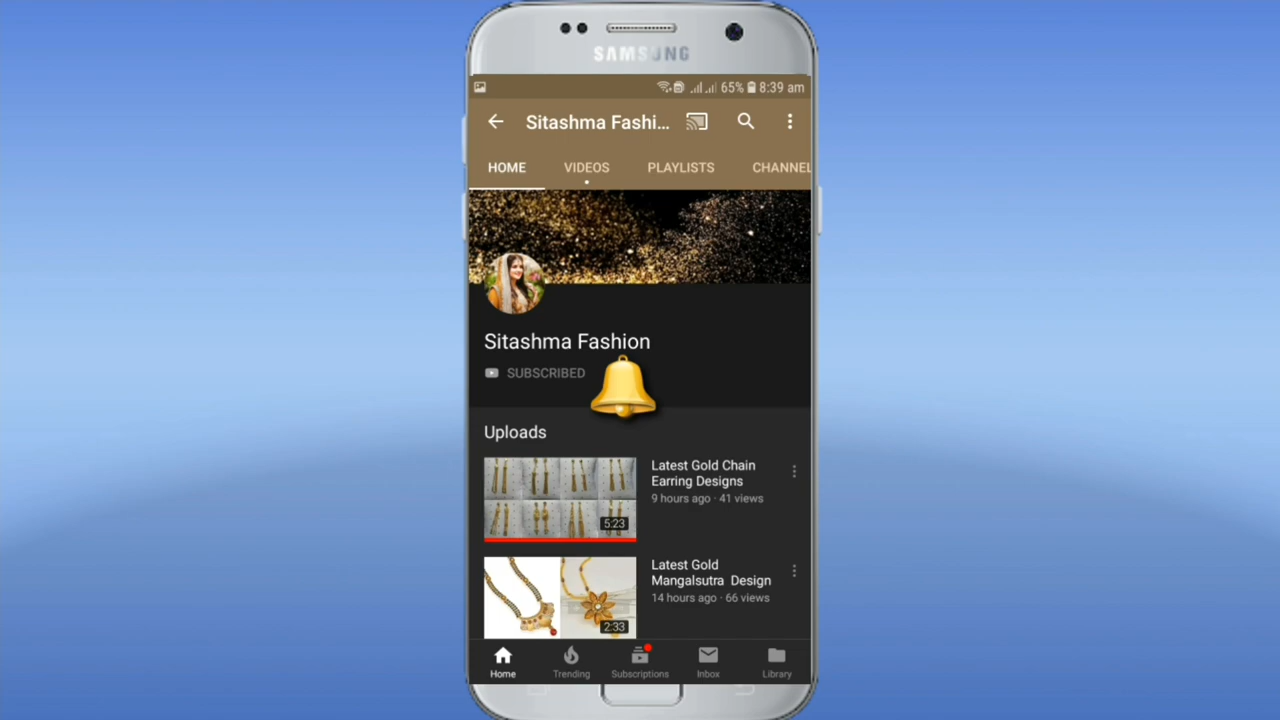 SAMSUNG
65% 8:39 am
Sitashma Fashi...
HOME VIDEOS PLAYLISTS CHANNEL
Sitashma Fashion
SUBSCRIBED
Uploads
Latest Gold Chain
Earring Designs
9 hours ago · 41 views
5:23
Latest Gold
Mangalsutra Design
14 hours ago · 66 views
2:33
Home Trending Subscriptions Inbox Library